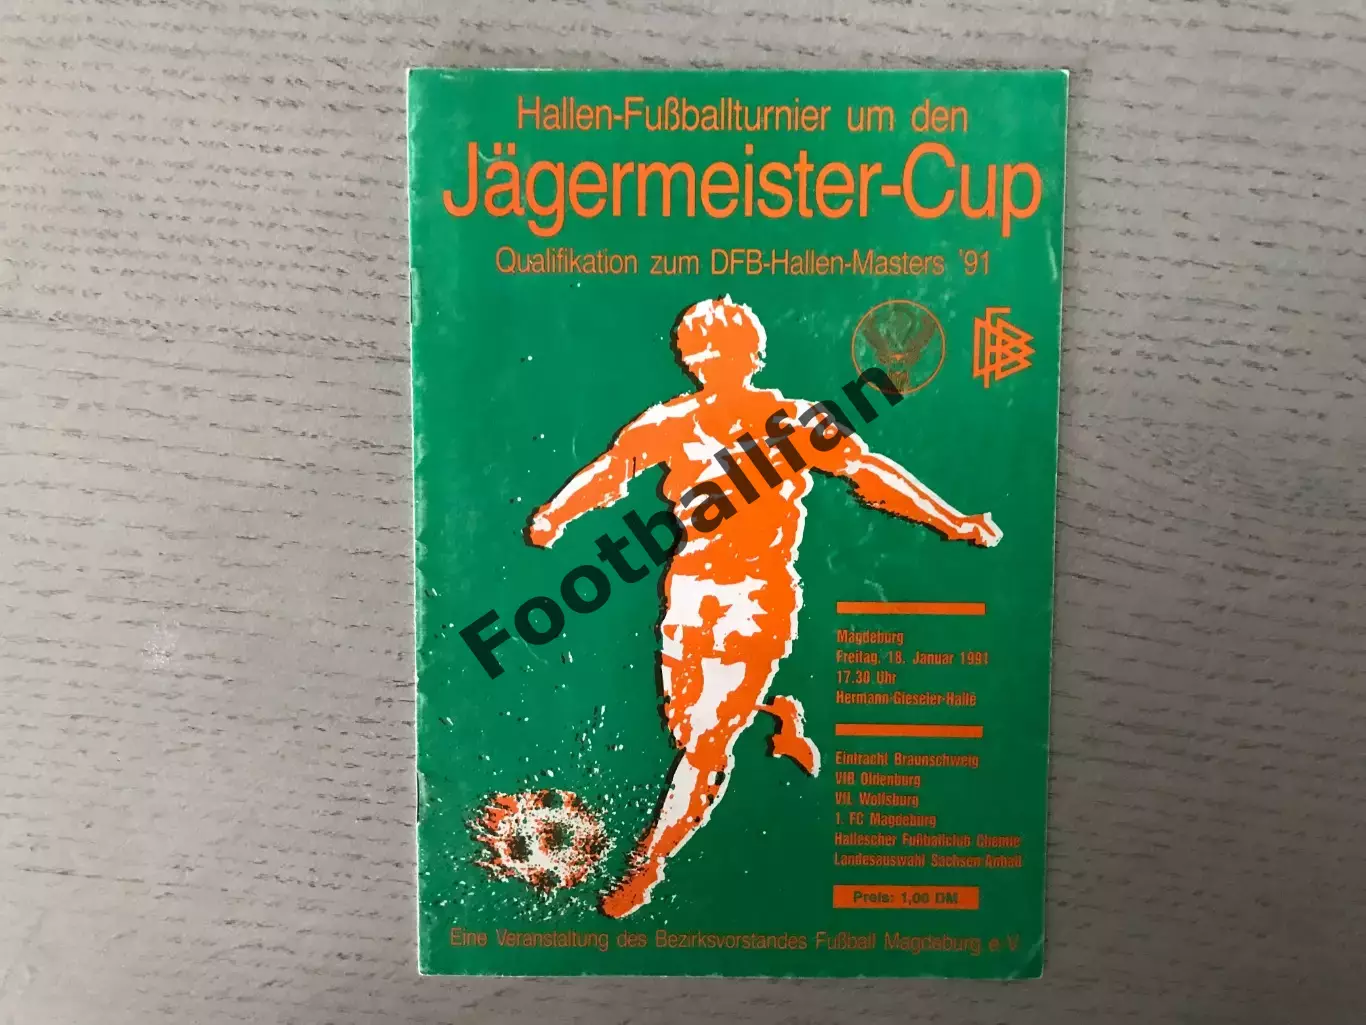 Hallen-Fußballturnier um den
Jägermeister-Cup
Qualifikation zum DFB-Hallen-Masters '91
DFB
Footballfan
Magdeburg
Freitag, 18. Januar 1991
17.30 Uhr
Hermann-Gieseler-Halle
Eintracht Braunschweig
VfB Oldenburg
VfL Wolfsburg
1. FC Magdeburg
Hallescher Fußballclub Chemie
Landesauswahl Sachsen-Anhalt
Preis: 1,00 DM
Eine Veranstaltung des Bezirksvorstandes Fußball Magdeburg e.V.